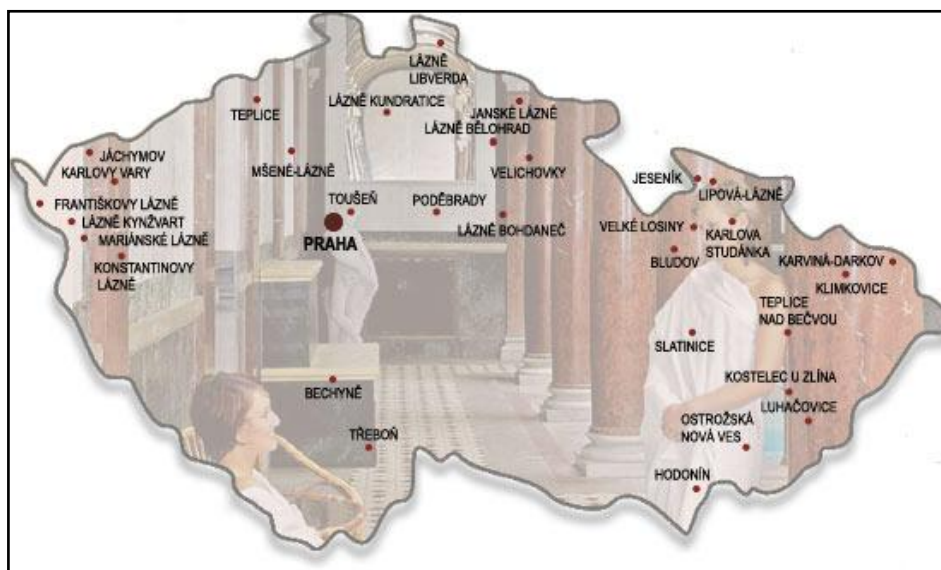 LÁZNĚ
LIBVERDA
TEPLICE
LÁZNĚ KUNDRATICE
JANSKÉ LÁZNĚ
LÁZNĚ BĚLOHRAD
JÁCHYMOV
KARLOVY VARY
MŠENÉ-LÁZNĚ
VELICHOVKY
JESENÍK
LIPOVÁ-LÁZNĚ
FRANTIŠKOVY LÁZNĚ
TOUŠEŇ
PODĚBRADY
LÁZNĚ KYNŽVART
LÁZNĚ BOHDANEČ
VELKÉ LOSINY
KARLOVA
STUDÁNKA
MARIÁNSKÉ LÁZNĚ
PRAHA
KONSTANTINOVY
LÁZNĚ
BLUDOV
KARVINÁ-DARKOV
KLIMKOVICE
TEPLICE
NAD BEČVOU
SLATINICE
BECHYNĚ
KOSTELEC U ZLÍNA
LUHAČOVICE
OSTROŽSKÁ
NOVÁ VES
TŘEBOŇ
HODONÍN